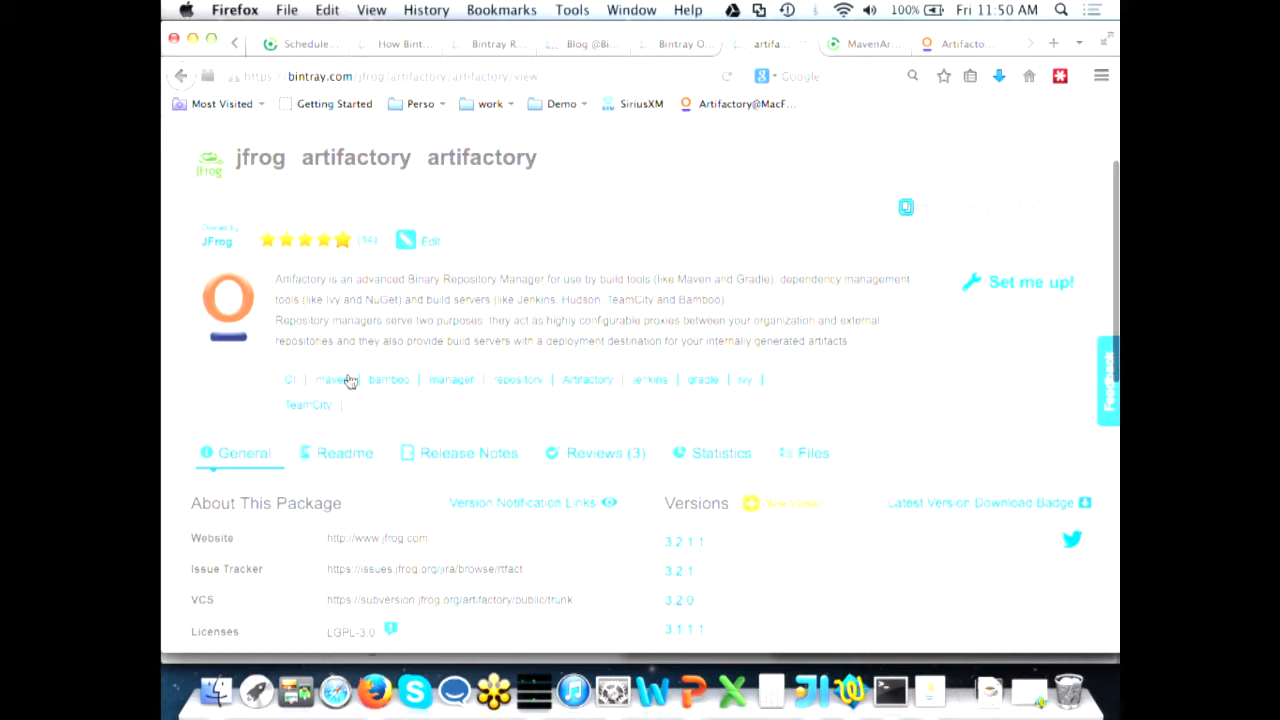 Firefox File Edit View History Bookmarks Tools Window Help 100% Fri 11:50 AM
Schedule... How Bint... Bintray R... Blog @Bi... Bintray O... artifa... MavenAr... Artifacto...
https://bintray.com/jfrog/artifactory/artifactory/view Google
Most Visited Getting Started Perso work Demo SiriusXM Artifactory@MacF...
jfrog artifactory artifactory
JFrog
Owned by
JFrog (14) Edit
Artifactory is an advanced Binary Repository Manager for use by build tools (like Maven and Gradle), dependency management
tools (like Ivy and NuGet) and build servers (like Jenkins, Hudson, TeamCity and Bamboo).
Set me up!
Repository managers serve two purposes: they act as highly configurable proxies between your organization and external
repositories and they also provide build servers with a deployment destination for your internally generated artifacts
CI | maven | bamboo | manager | repository | Artifactory | jenkins | gradle | ivy |
TeamCity |
Feedback
General Readme Release Notes Reviews (3) Statistics Files
About This Package Version Notification Links
Versions New Version Latest Version Download Badge
Website http://www.jfrog.com
Issue Tracker https://issues.jfrog.org/jira/browse/rtfact
VCS https://subversion.jfrog.org/artifactory/public/trunk
Licenses LGPL-3.0
3.2.1.1
3.2.1
3.2.0
3.1.1.1